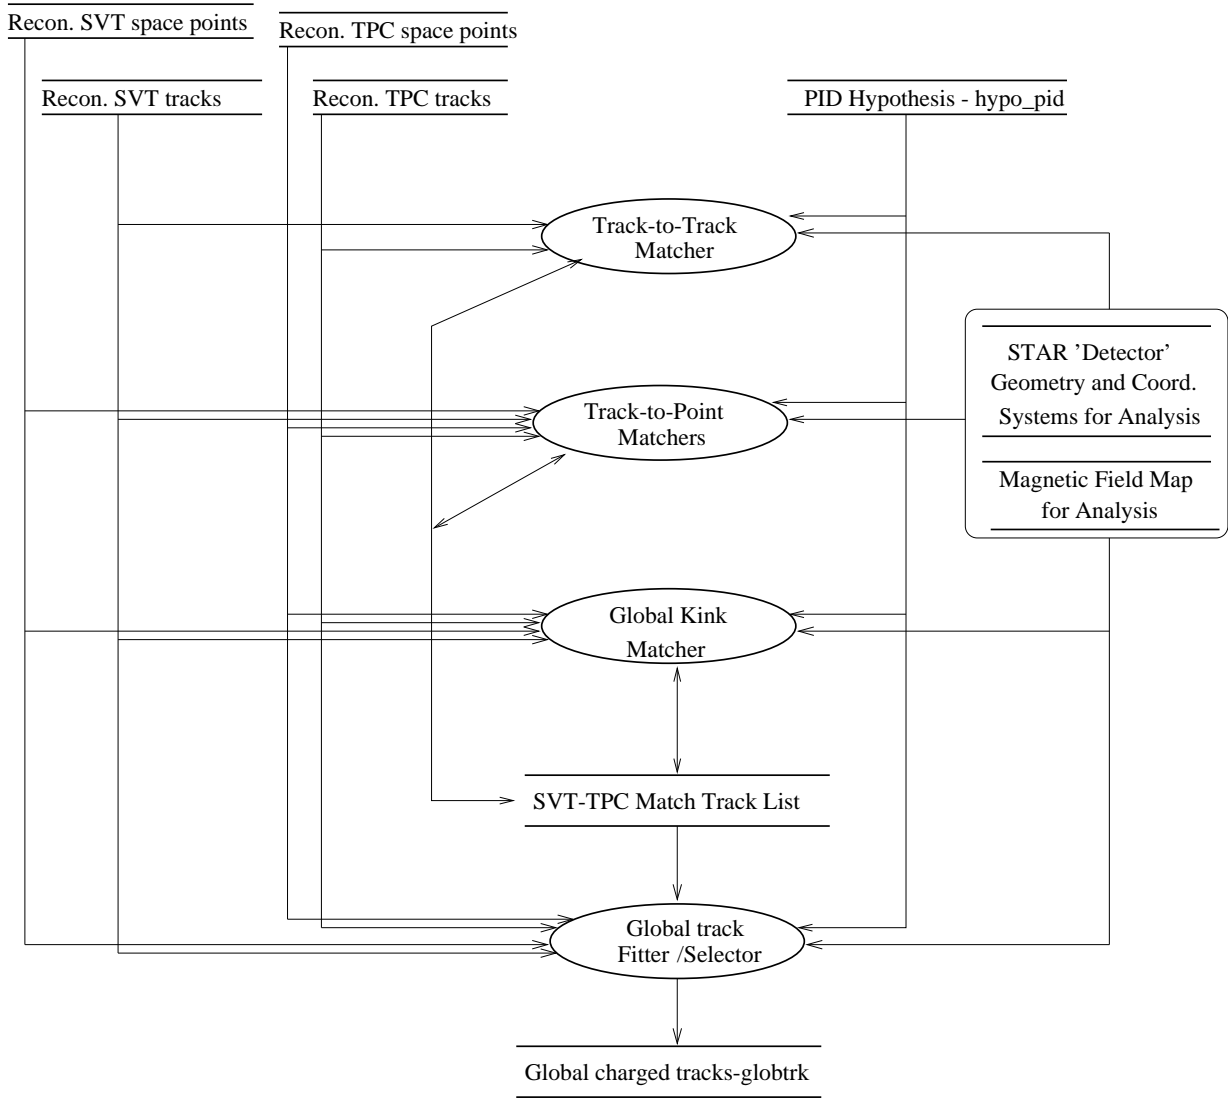 Recon. SVT space points
Recon. TPC space points
Recon. SVT tracks
Recon. TPC tracks
PID Hypothesis - hypo_pid
Track-to-Track
Matcher
STAR ’Detector’
Geometry and Coord.
Systems for Analysis
Track-to-Point
Matchers
Magnetic Field Map
for Analysis
Global Kink
Matcher
SVT-TPC Match Track List
Global track
Fitter /Selector
Global charged tracks-globtrk